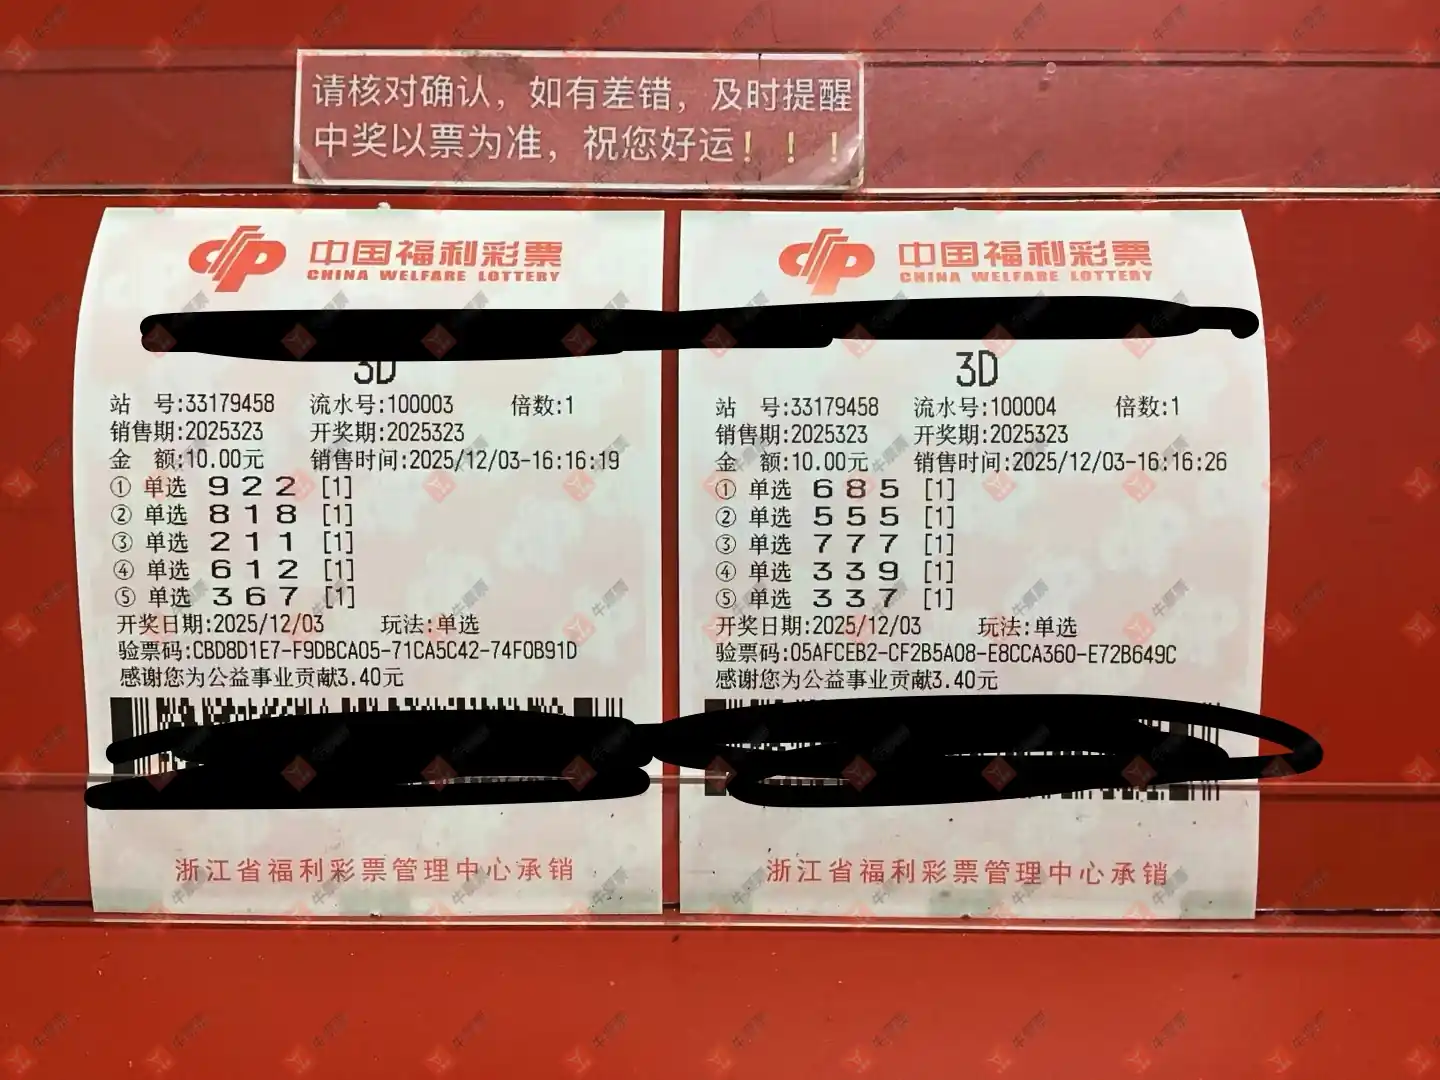 请核对确认，如有差错，及时提醒
中奖以票为准，祝您好运！！！
中国福利彩票
CHINA WELFARE LOTTERY
3D
站 号:33179458 流水号:100003 倍数:1
销售期:2025323 开奖期:2025323
金 额:10.00元 销售时间:2025/12/03-16:16:19
① 单选 9 2 2 [1]
② 单选 8 1 8 [1]
③ 单选 2 1 1 [1]
④ 单选 6 1 2 [1]
⑤ 单选 3 6 7 [1]
开奖日期:2025/12/03 玩法:单选
验票码:CBD8D1E7-F9DBCA05-71CA5C42-74F0B91D
感谢您为公益事业贡献3.40元
浙江省福利彩票管理中心承销
中国福利彩票
CHINA WELFARE LOTTERY
3D
站 号:33179458 流水号:100004 倍数:1
销售期:2025323 开奖期:2025323
金 额:10.00元 销售时间:2025/12/03-16:16:26
① 单选 6 8 5 [1]
② 单选 5 5 5 [1]
③ 单选 7 7 7 [1]
④ 单选 3 3 9 [1]
⑤ 单选 3 3 7 [1]
开奖日期:2025/12/03 玩法:单选
验票码:05AFCEB2-CF2B5A08-E8CCA360-E72B649C
感谢您为公益事业贡献3.40元
浙江省福利彩票管理中心承销